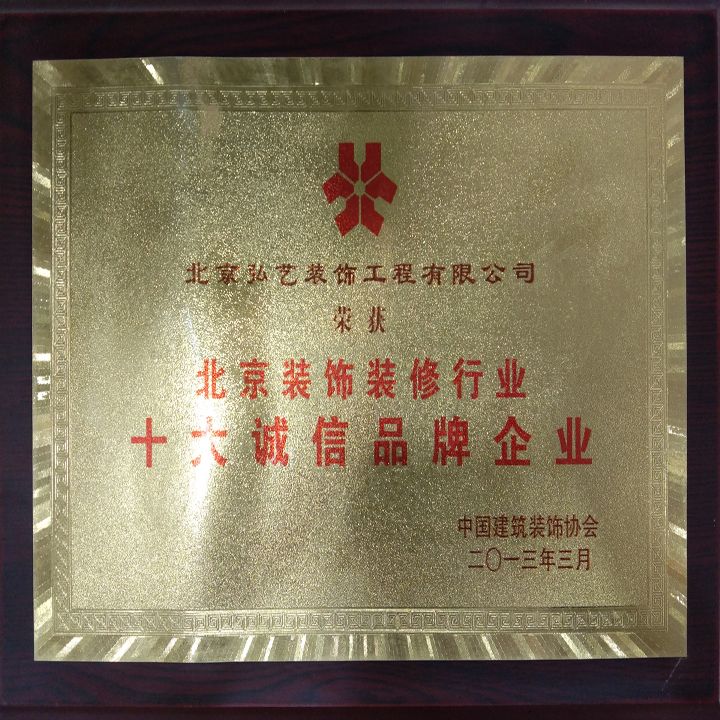 北京弘艺装饰工程有限公司
荣获
北京装饰装修行业
十大诚信品牌企业
中国建筑装饰协会
二〇一三年三月